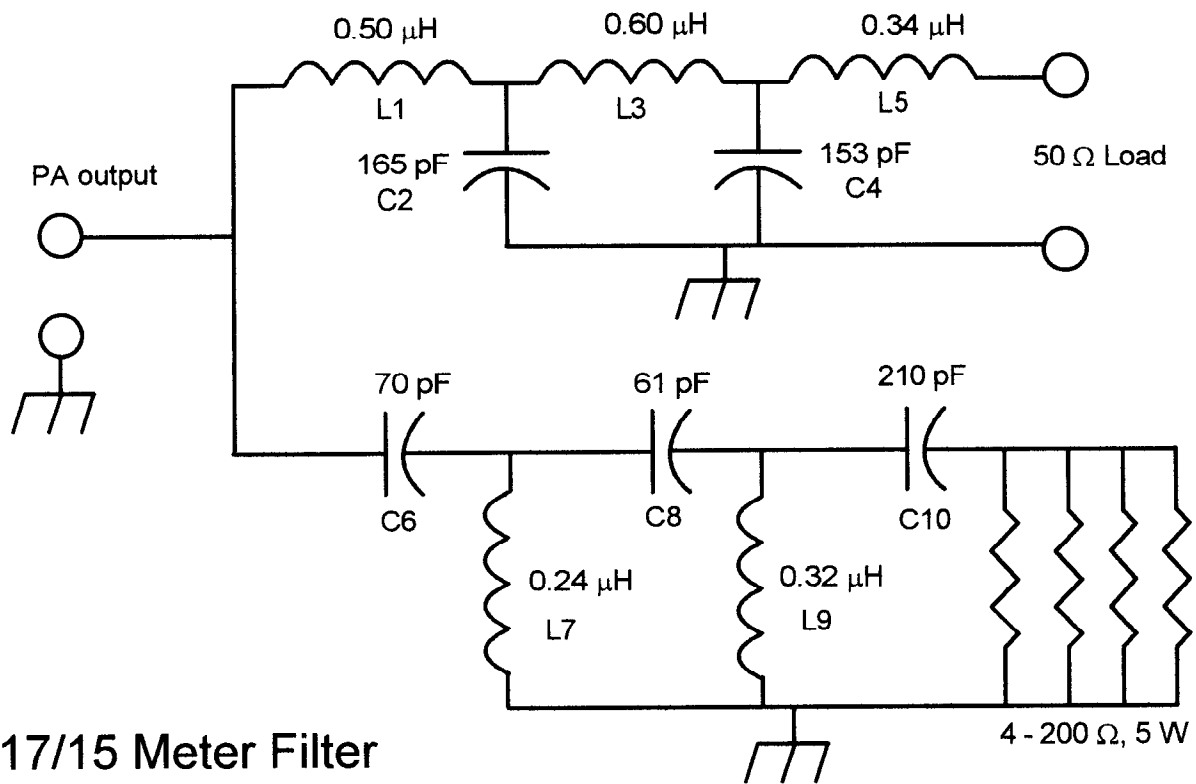 0.50 μH
0.60 μH
0.34 μH
L1
L3
L5
165 pF
C2
153 pF
C4
50 Ω Load
PA output
70 pF
61 pF
210 pF
C6
C8
C10
0.24 μH
L7
0.32 μH
L9
4 - 200 Ω, 5 W
17/15 Meter Filter